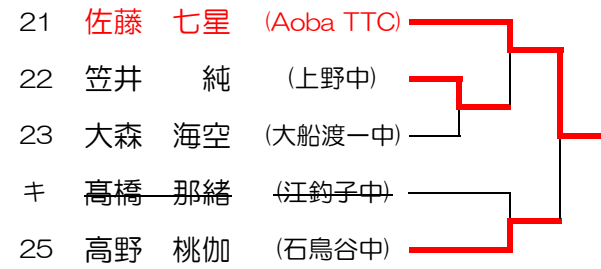 21 佐藤 七星 (Aoba TTC)
22 笠井 純 (上野中)
23 大森 海空 (大船渡一中)
キ 髙橋 那緒 (江釣子中)
25 高野 桃伽 (石鳥谷中)